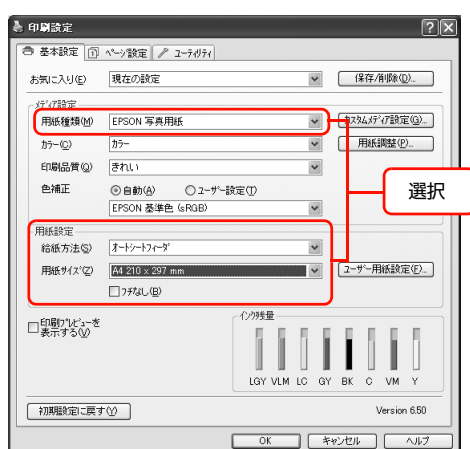 印刷設定
基本設定 ページ設定 ユーティリティ
お気に入り(E) 現在の設定 保存/削除(D)...
メディア設定
用紙種類(M) EPSON 写真用紙 カスタムメディア設定(G)...
カラー(C) カラー 用紙調整(P)...
印刷品質(Q) きれい
色補正 自動(A) ユーザー設定(T)
EPSON 基準色 (sRGB)
選択
用紙設定
給紙方法(S) オートシートフィーダ
用紙サイズ(Z) A4 210 x 297 mm ユーザー用紙設定(F)...
フチなし(B)
印刷プレビューを
表示する(V)
インク残量
LGY VLM LC GY BK C VM Y
初期設定に戻す(Y) Version 6.50
OK キャンセル ヘルプ